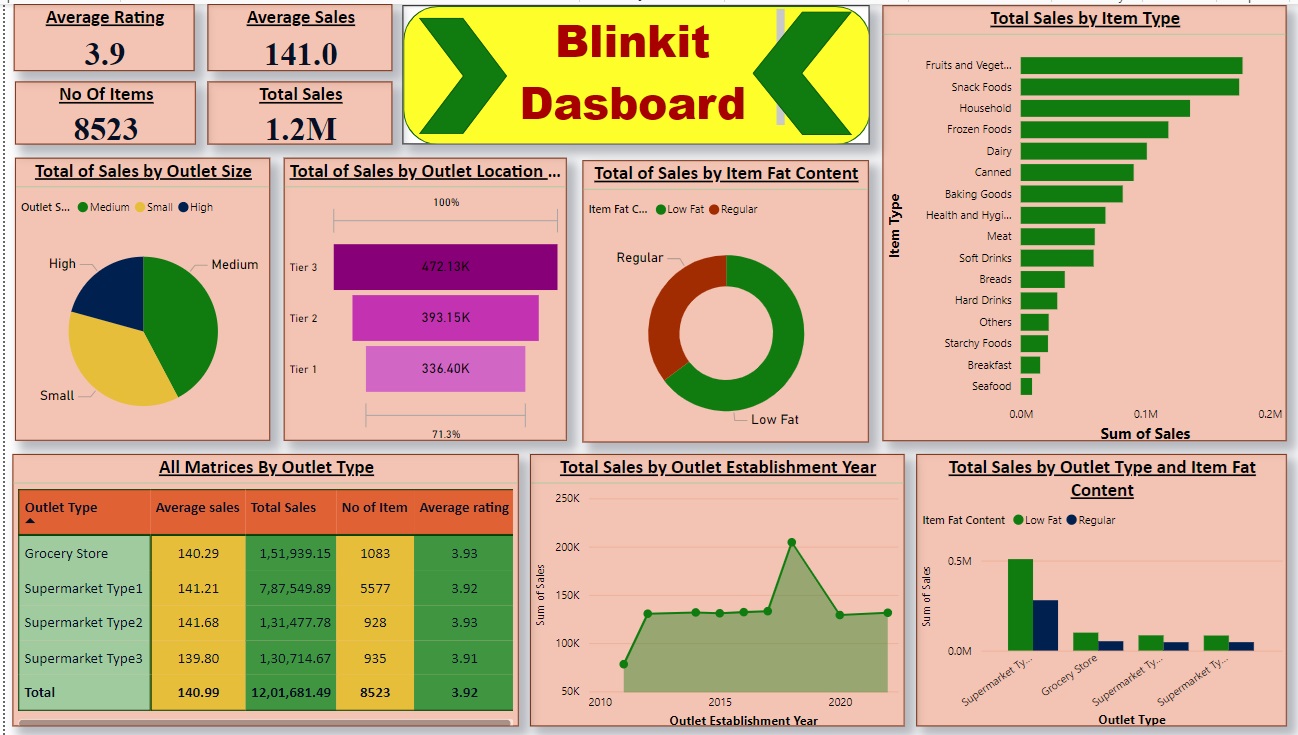 Average Rating
3.9
Average Sales
141.0
No Of Items
8523
Total Sales
1.2M
Blinkit
Dasboard
Total Sales by Item Type
Item Type
Fruits and Veget...
Snack Foods
Household
Frozen Foods
Dairy
Canned
Baking Goods
Health and Hygi...
Meat
Soft Drinks
Breads
Hard Drinks
Others
Starchy Foods
Breakfast
Seafood
0.0M 0.1M 0.2M
Sum of Sales
Total of Sales by Outlet Size
Outlet S... Medium Small High
High
Medium
Small
Total of Sales by Outlet Location ...
100%
Tier 3 472.13K
Tier 2 393.15K
Tier 1 336.40K
71.3%
Total of Sales by Item Fat Content
Item Fat C... Low Fat Regular
Regular
Low Fat
All Matrices By Outlet Type
Outlet Type Average sales Total Sales No of Item Average rating
Grocery Store 140.29 1,51,939.15 1083 3.93
Supermarket Type1 141.21 7,87,549.89 5577 3.92
Supermarket Type2 141.68 1,31,477.78 928 3.93
Supermarket Type3 139.80 1,30,714.67 935 3.91
Total 140.99 12,01,681.49 8523 3.92
Total Sales by Outlet Establishment Year
Sum of Sales
250K
200K
150K
100K
50K
2010 2015 2020
Outlet Establishment Year
Total Sales by Outlet Type and Item Fat
Content
Item Fat Content Low Fat Regular
Sum of Sales
0.5M
0.0M
Supermarket Ty...
Grocery Store
Supermarket Ty...
Supermarket Ty...
Outlet Type